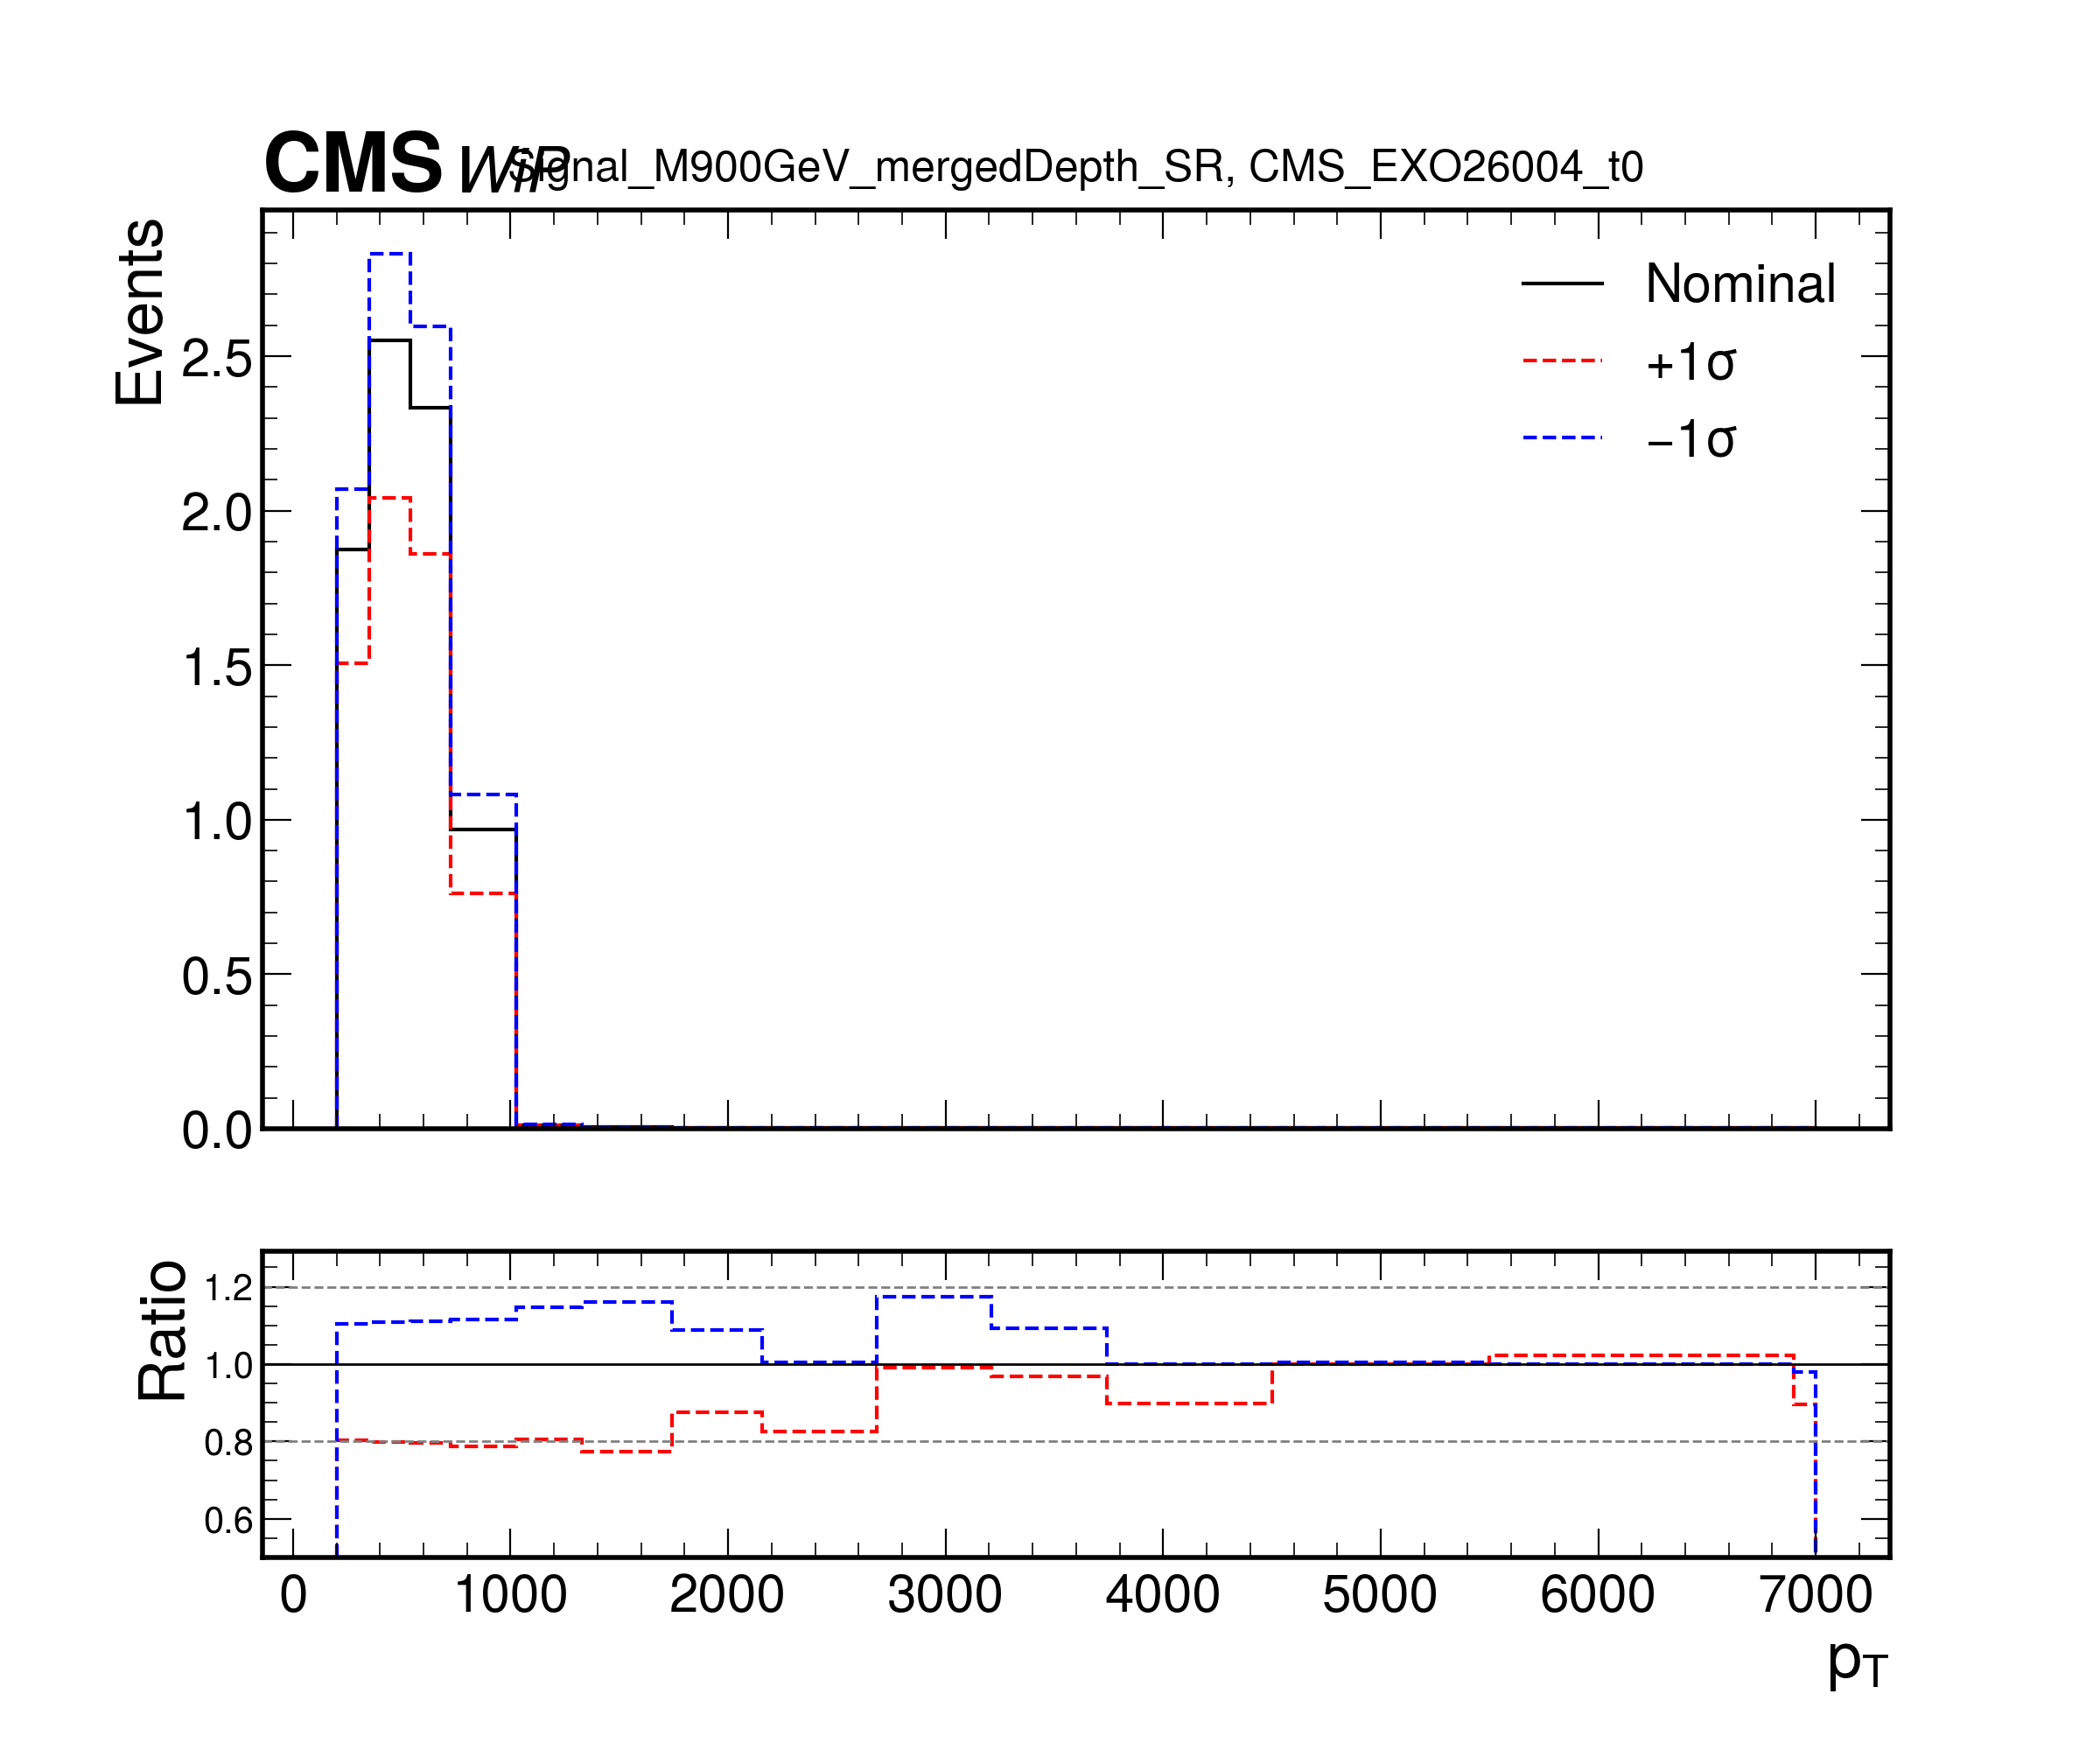 CMS WiP Signal_M900GeV_mergedDepth_SR, CMS_EXO26004_t0
Events
2.5
2.0
1.5
1.0
0.5
0.0
Nominal
+1σ
−1σ
Ratio
1.2
1.0
0.8
0.6
0 1000 2000 3000 4000 5000 6000 7000
pT